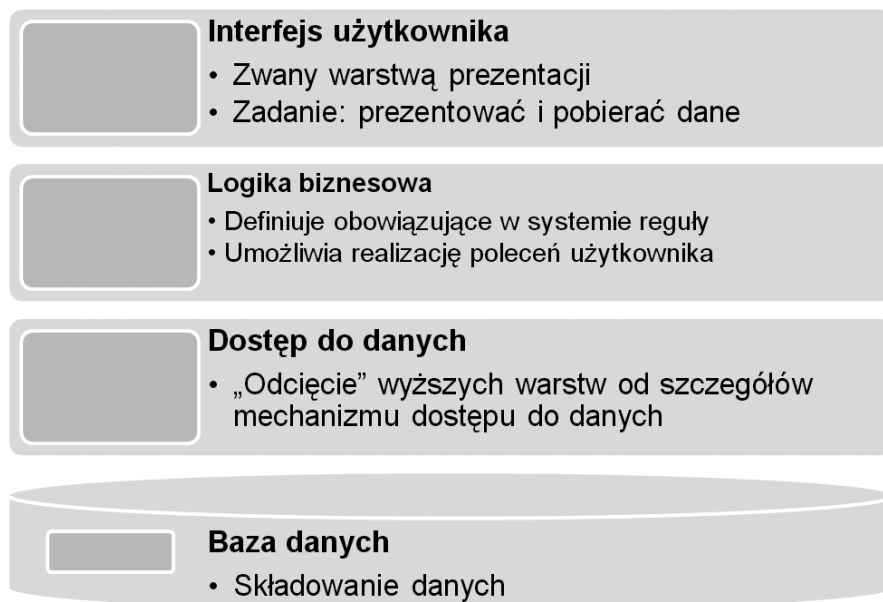 Interfejs użytkownika
• Zwany warstwą prezentacji
• Zadanie: prezentować i pobierać dane
Logika biznesowa
• Definiuje obowiązujące w systemie reguły
• Umożliwia realizację poleceń użytkownika
Dostęp do danych
• „Odcięcie” wyższych warstw od szczegółów
mechanizmu dostępu do danych
Baza danych
• Składowanie danych